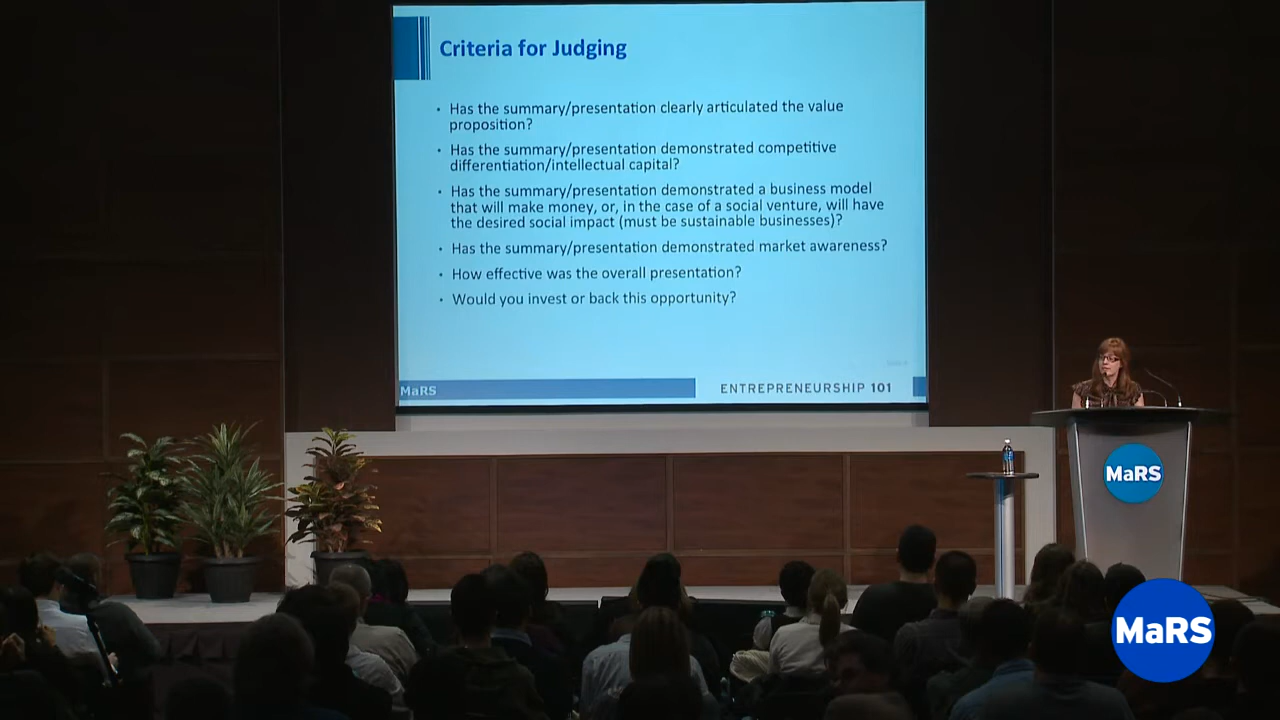 Criteria for Judging
• Has the summary/presentation clearly articulated the value
proposition?
• Has the summary/presentation demonstrated competitive
differentiation/intellectual capital?
• Has the summary/presentation demonstrated a business model
that will make money, or, in the case of a social venture, will have
the desired social impact (must be sustainable businesses)?
• Has the summary/presentation demonstrated market awareness?
• How effective was the overall presentation?
• Would you invest or back this opportunity?
MaRS
ENTREPRENEURSHIP 101
MaRS
MaRS